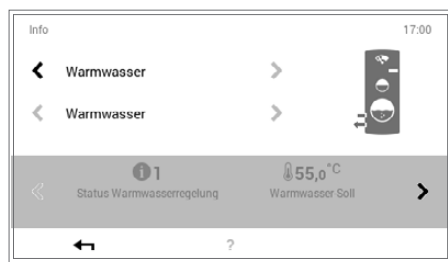 Info 17:00
Warmwasser
Warmwasser
1 55,0 °C
Status Warmwasserregelung Warmwasser Soll
?